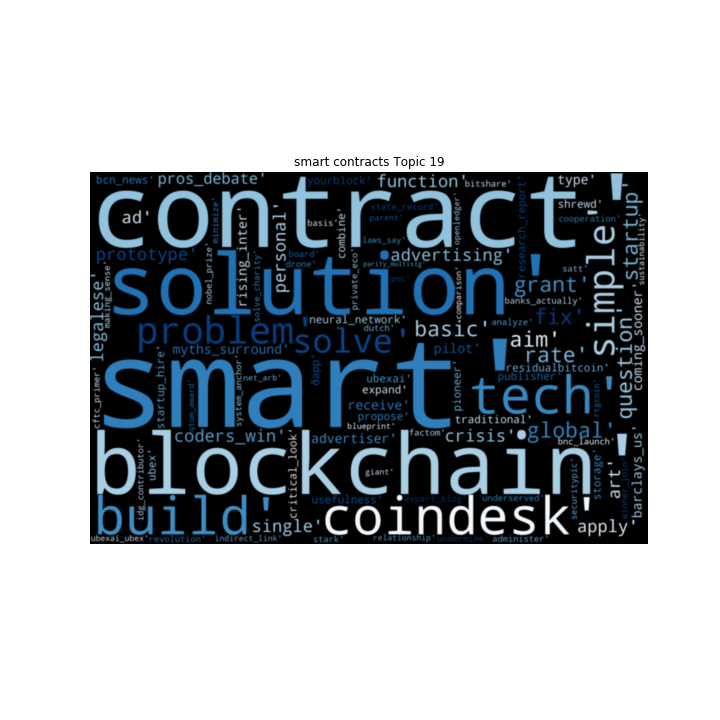 smart contracts Topic 19
bcn_news'
pros_debate'
yourblock'
function'
bitshare'
type'
contract'
ad'
state_record'
parent'
basis'
laws_say'
shrewd'
cooperation'
startup'
sustainability'
minimize'
personal'
combine'
openledger'
research_report'
simple'
prototype'
nobel_prize'
rising_inter'
solve_charity'
board'
drone'
private_eco'
parity_multisig'
poc'
advertising'
comparison'
satt'
grant'
banks_actually'
coming_sooner'
solution'
legalese'
making_sense'
problem'
solve'
neural_network'
dutch'
basic'
analyze'
fix'
aim'
rate'
question'
myths_surround'
pilot'
residualbitcoin'
publisher'
smart'
cftc_primer'
startup_hire'
qtum_award'
system_anchor'
net_arb'
ðapp'
ubexai'
expand'
receive
propose'
blueprint'
pioneer'
tech'
rtgcoin'
traditional'
global'
coders_win'
advertiser'
factom'
crisis'
bnc_launch'
blockchain'
idg_contributor'
ubex'
critical_look'
giant'
securitypic'
storage'
art'
winner_join'
barclays_us'
usefulness'
expert_blog'
underserved'
build'
single'
coindesk'
apply'
ubexai_ubex'
revolution'
indirect_link'
stark'
relationship'
undermine'
administer'